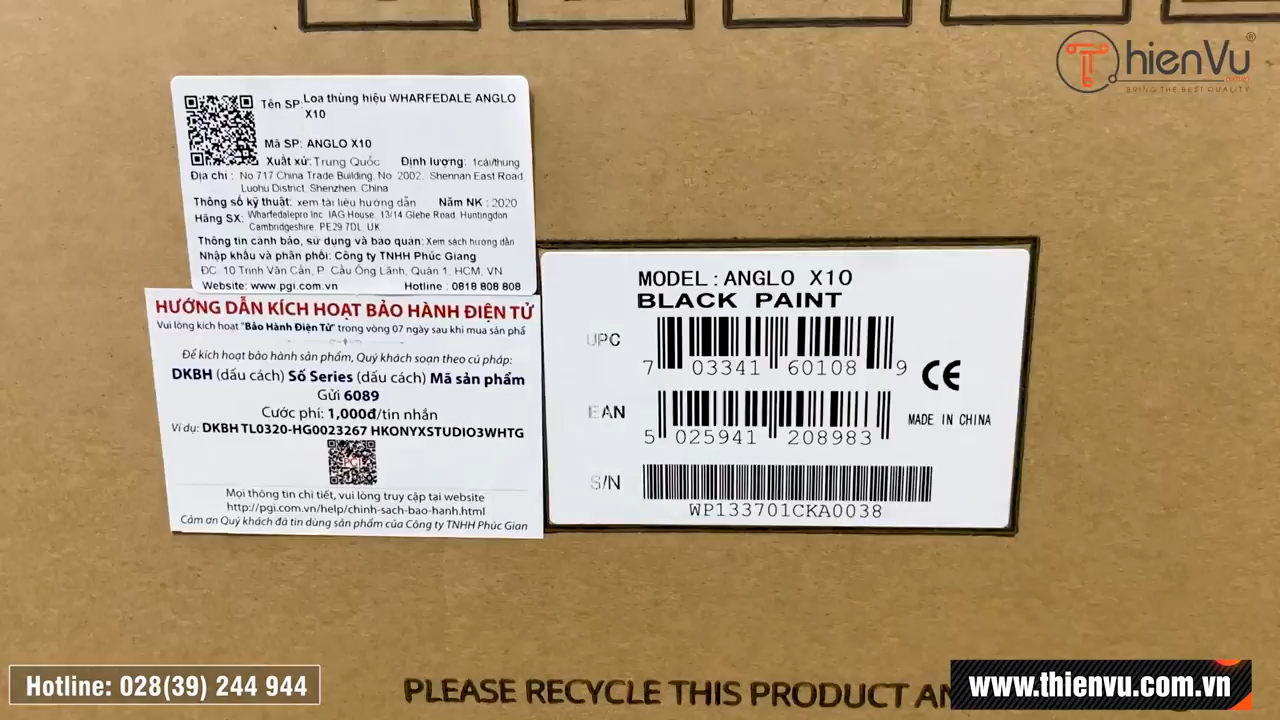 ThienVu®
GROUP
BRING THE BEST QUALITY
Tên SP: Loa thùng hiệu WHARFEDALE ANGLO
X10
Mã SP: ANGLO X10
Xuất xứ: Trung Quốc Định lượng: 1cái/thung
Địa chỉ : No 717 China Trade Building, No 2002, Shennan East Road,
Luohu District, Shenzhen, China
Thông số kỹ thuật: xem tài liệu hướng dẫn Năm NK : 2020
Hãng SX: Wharfedalepro Inc IAG House, 13/14 Glebe Road, Huntingdon
Cambridgeshire, PE29 7DL, UK
Thông tin cảnh báo, sử dụng và bảo quản: Xem sách hướng dẫn
Nhập khẩu và phân phối: Công ty TNHH Phúc Giang
ĐC: 10 Trịnh Văn Cấn, P. Cầu Ông Lãnh, Quận 1, HCM, VN
Website: www.pgi.com.vn Hotline : 0818 808 808
HƯỚNG DẪN KÍCH HOẠT BẢO HÀNH ĐIỆN TỬ
Vui lòng kích hoạt "Bảo Hành Điện Tử" trong vòng 07 ngày sau khi mua sản phẩ
Để kích hoạt bảo hành sản phẩm, Quý khách soạn theo cú pháp:
DKBH (dấu cách) Số Series (dấu cách) Mã sản phẩm
Gửi 6089
Cước phí: 1,000đ/tin nhắn
Ví dụ: DKBH TL0320-HG0023267 HKONYXSTUDIO3WHTG
PGI
Mọi thông tin chi tiết, vui lòng truy cập tại website
http://pgi.com.vn/help/chinh-sach-bao-hanh.html
Cảm ơn Quý khách đã tin dùng sản phẩm của Công ty TNHH Phúc Gian
MODEL : ANGLO X10
BLACK PAINT
UPC
7 03341 60108 9
CE
EAN
MADE IN CHINA
5 025941 208983
S/N
WP133701CKA0038
Hotline: 028(39) 244 944
PLEASE RECYCLE THIS PRODUCT AN
www.thienvu.com.vn